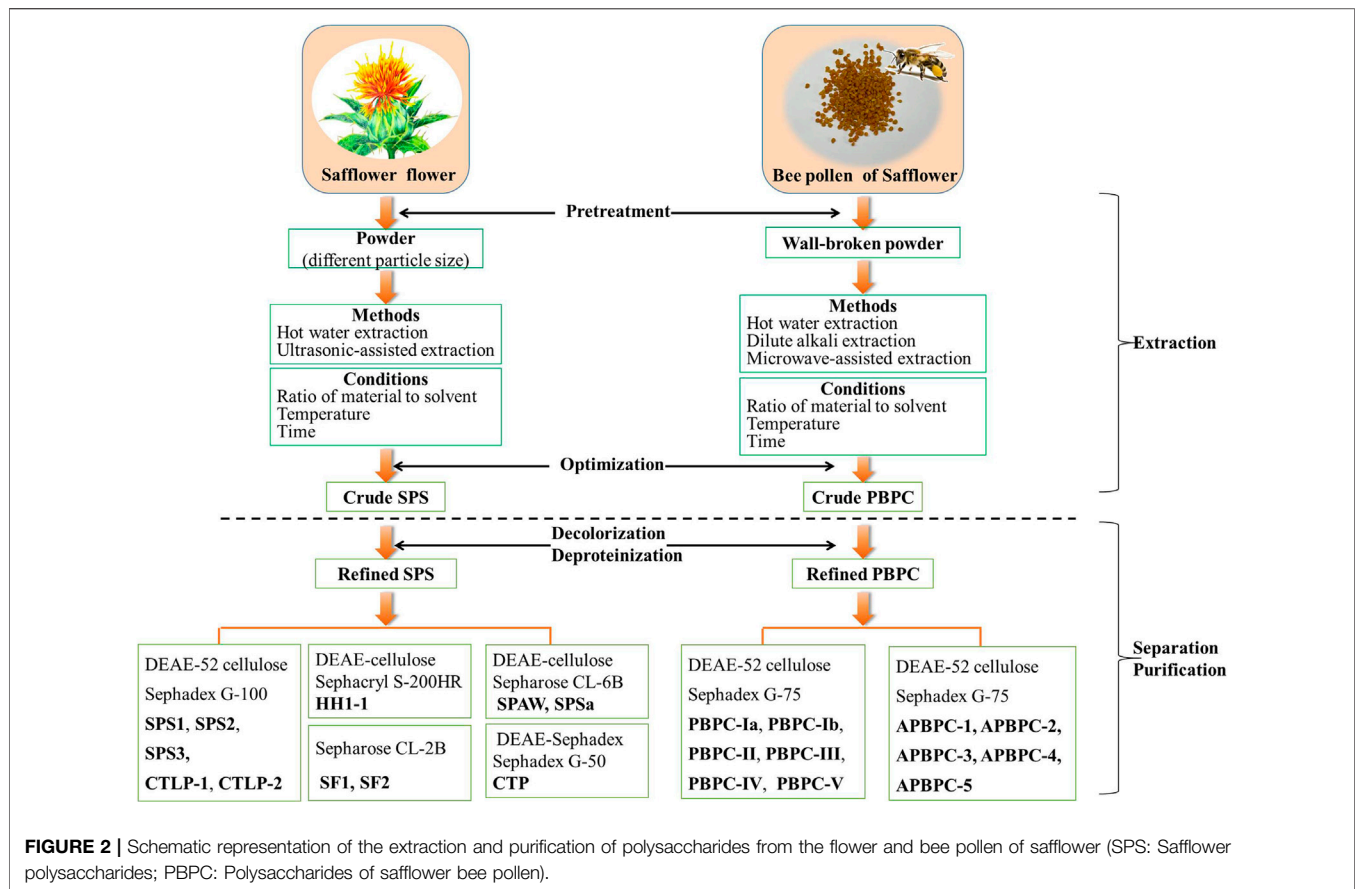 Safflower flower
Bee pollen of Safflower
Pretreatment
Powder
(different particle size)
Wall-broken powder
Methods
Hot water extraction
Ultrasonic-assisted extraction
Methods
Hot water extraction
Dilute alkali extraction
Microwave-assisted extraction
Extraction
Conditions
Ratio of material to solvent
Temperature
Time
Conditions
Ratio of material to solvent
Temperature
Time
Optimization
Crude SPS
Crude PBPC
Decolorization
Deproteinization
Refined SPS
Refined PBPC
DEAE-52 cellulose
Sephadex G-100
SPS1, SPS2,
SPS3,
CTLP-1, CTLP-2
DEAE-cellulose
Sephacryl S-200HR
HH1-1
Sepharose CL-2B
SF1, SF2
DEAE-cellulose
Sepharose CL-6B
SPAW, SPSa
DEAE-Sephadex
Sephadex G-50
CTP
DEAE-52 cellulose
Sephadex G-75
PBPC-Ia, PBPC-Ib,
PBPC-II, PBPC-III,
PBPC-IV, PBPC-V
DEAE-52 cellulose
Sephadex G-75
APBPC-1, APBPC-2,
APBPC-3, APBPC-4,
APBPC-5
Separation
Purification
FIGURE 2 | Schematic representation of the extraction and purification of polysaccharides from the flower and bee pollen of safflower (SPS: Safflower
polysaccharides; PBPC: Polysaccharides of safflower bee pollen).